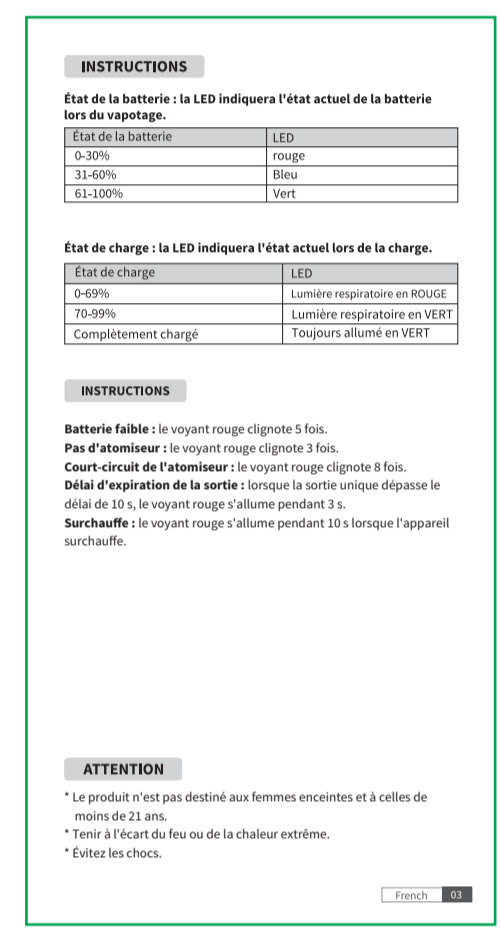 INSTRUCTIONS
État de la batterie : la LED indiquera l'état actuel de la batterie
lors du vapotage.
État de la batterie LED
0-30% rouge
31-60% Bleu
61-100% Vert
État de charge : la LED indiquera l'état actuel lors de la charge.
État de charge LED
0-69% Lumière respiratoire en ROUGE
70-99% Lumière respiratoire en VERT
Complètement chargé Toujours allumé en VERT
INSTRUCTIONS
Batterie faible : le voyant rouge clignote 5 fois.
Pas d'atomiseur : le voyant rouge clignote 3 fois.
Court-circuit de l'atomiseur : le voyant rouge clignote 8 fois.
Délai d'expiration de la sortie : lorsque la sortie unique dépasse le
délai de 10 s, le voyant rouge s'allume pendant 3 s.
Surchauffe : le voyant rouge s'allume pendant 10 s lorsque l'appareil
surchauffe.
ATTENTION
* Le produit n'est pas destiné aux femmes enceintes et à celles de
moins de 21 ans.
* Tenir à l'écart du feu ou de la chaleur extrême.
* Évitez les chocs.
French 03